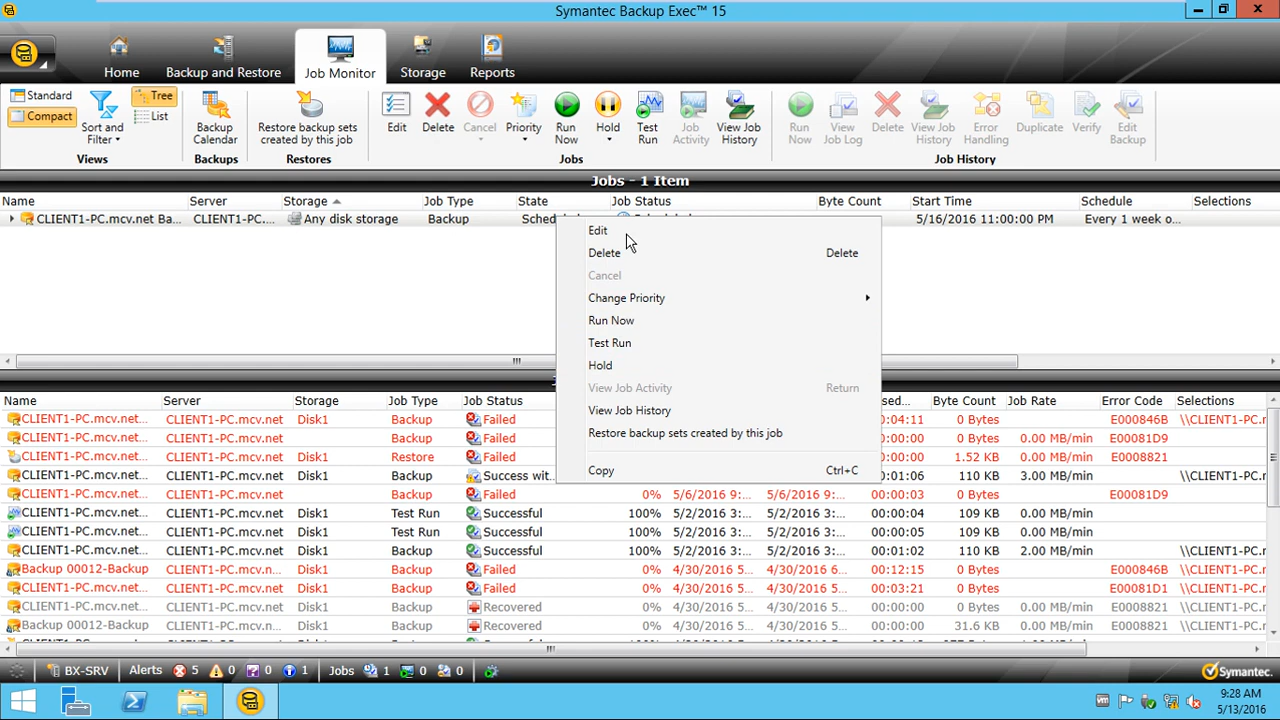 Symantec Backup Exec™ 15
Home Backup and Restore Job Monitor Storage Reports
Standard Compact Sort and Filter Tree List Views
Backup Calendar Backups
Restore backup sets created by this job Restores
Edit Delete Cancel Priority Run Now Hold Test Run Job Activity View Job History Jobs
Run Now View Job Log Delete View Job History Error Handling Duplicate Verify Edit Backup Job History
Jobs - 1 Item
Name Server Storage Job Type State Job Status Byte Count Start Time Schedule Selections
CLIENT1-PC.mcv.net Ba... CLIENT1-PC.... Any disk storage Backup 5/16/2016 11:00:00 PM Every 1 week o...
Edit
Delete Delete
Cancel
Change Priority
Run Now
Test Run
Hold
View Job Activity Return
View Job History
Restore backup sets created by this job
Copy Ctrl+C
Name Server Storage Job Type Job Status Byte Count Job Rate Error Code Selections
CLIENT1-PC.mcv.net... CLIENT1-PC.mcv.net Disk1 Backup Failed 0 Bytes E000846B
CLIENT1-PC.mcv.net... CLIENT1-PC.mcv.net Backup Failed 00:00:00 0 Bytes 0.00 MB/min E00081D9
CLIENT1-PC.mcv.net... CLIENT1-PC.mcv.net Disk1 Restore Failed 00:00:00 1.52 KB 0.00 MB/min E0008821
CLIENT1-PC.mcv.net... CLIENT1-PC.mcv.net Disk1 Backup Success wit... 110 KB 3.00 MB/min
CLIENT1-PC.mcv.net... CLIENT1-PC.mcv.net Disk1 Backup Failed 0% 5/6/2016 9:... 5/6/2016 9:... 00:00:03 0 Bytes E00081D9
CLIENT1-PC.mcv.net... CLIENT1-PC.mcv.net Disk1 Test Run Successful 100% 5/2/2016 3:... 5/2/2016 3:... 00:00:04 109 KB 0.00 MB/min
CLIENT1-PC.mcv.net... CLIENT1-PC.mcv.net Disk1 Test Run Successful 100% 5/2/2016 3:... 5/2/2016 3:... 00:00:00 109 KB 0.00 MB/min
CLIENT1-PC.mcv.net... CLIENT1-PC.mcv.net Disk1 Backup Successful 100% 5/2/2016 3:... 5/2/2016 3:... 00:01:02 110 KB 2.00 MB/min
Backup 00012-Backup CLIENT1-PC.mcv.n... Disk1 Backup Failed 0% 4/30/2016 5... 4/30/2016 6... 00:12:15 0 Bytes E000846B
CLIENT1-PC.mcv.net... CLIENT1-PC.mcv.net Disk1 Backup Failed 0% 4/30/2016 5... 4/30/2016 5... 00:03:21 0 Bytes E00081D9
CLIENT1-PC.mcv.net... CLIENT1-PC.mcv.net Disk1 Backup Recovered 0% 4/30/2016 5... 4/30/2016 5... 00:00:00 0 Bytes 0.00 MB/min E0008821
Backup 00012-Backup CLIENT1-PC.mcv.n... Disk1 Backup Recovered 0% 4/30/2016 5... 4/30/2016 5... 00:00:00 31.6 KB 0.00 MB/min E0008821
BX-SRV Alerts 5 0 0 1 Jobs 1 0 0 Symantec.
9:28 AM
5/13/2016